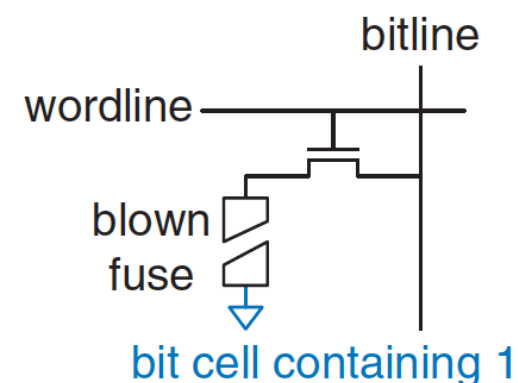 bitline
wordline
blown
fuse
bit cell containing 1